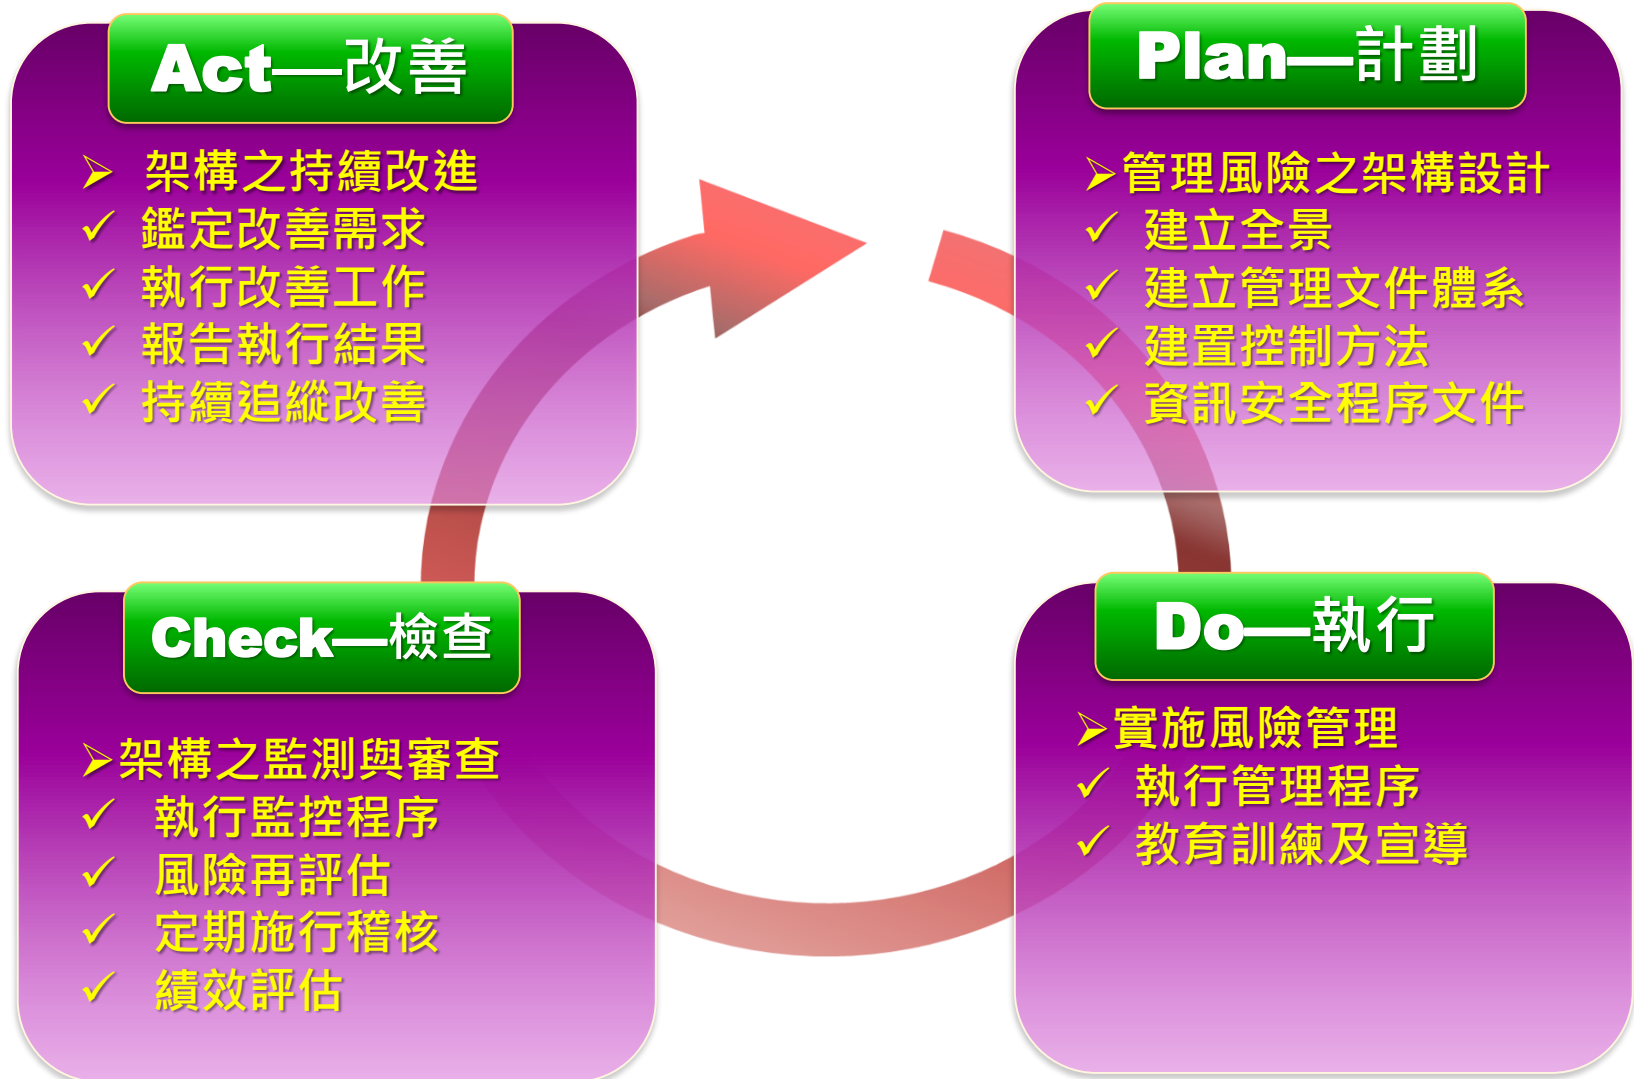 Act—改善
➢ 架構之持續改進
✓ 鑑定改善需求
✓ 執行改善工作
✓ 報告執行結果
✓ 持續追縱改善
Plan—計劃
➢管理風險之架構設計
✓ 建立全景
✓ 建立管理文件體系
✓ 建置控制方法
✓ 資訊安全程序文件
Check—檢查
➢架構之監測與審查
✓ 執行監控程序
✓ 風險再評估
✓ 定期施行稽核
✓ 績效評估
Do—執行
➢實施風險管理
✓ 執行管理程序
✓ 教育訓練及宣導